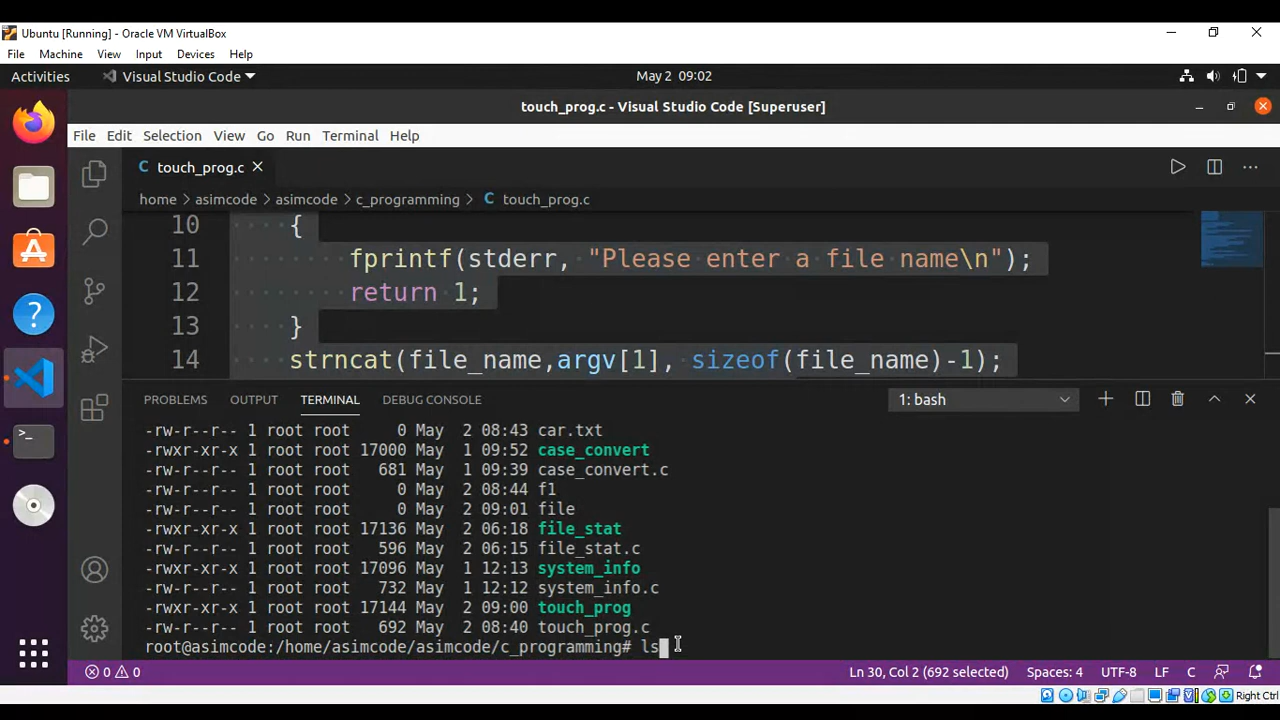 Ubuntu [Running] - Oracle VM VirtualBox
File Machine View Input Devices Help
Activities Visual Studio Code May 2 09:02
touch_prog.c - Visual Studio Code [Superuser]
File Edit Selection View Go Run Terminal Help
C touch_prog.c
home asimcode asimcode c_programming C touch_prog.c
10 {
11 fprintf(stderr, "Please enter a file name\n");
12 return 1;
13 }
14 strncat(file_name,argv[1], sizeof(file_name)-1);
PROBLEMS OUTPUT TERMINAL DEBUG CONSOLE 1: bash
-rw-r--r-- 1 root root 0 May 2 08:43 car.txt
-rwxr-xr-x 1 root root 17000 May 1 09:52 case_convert
-rw-r--r-- 1 root root 681 May 1 09:39 case_convert.c
-rw-r--r-- 1 root root 0 May 2 08:44 f1
-rw-r--r-- 1 root root 0 May 2 09:01 file
-rwxr-xr-x 1 root root 17136 May 2 06:18 file_stat
-rw-r--r-- 1 root root 596 May 2 06:15 file_stat.c
-rwxr-xr-x 1 root root 17096 May 1 12:13 system_info
-rw-r--r-- 1 root root 732 May 1 12:12 system_info.c
-rwxr-xr-x 1 root root 17144 May 2 09:00 touch_prog
-rw-r--r-- 1 root root 692 May 2 08:40 touch_prog.c
root@asimcode:/home/asimcode/asimcode/c_programming# ls
0 0 Ln 30, Col 2 (692 selected) Spaces: 4 UTF-8 LF C
Right Ctrl